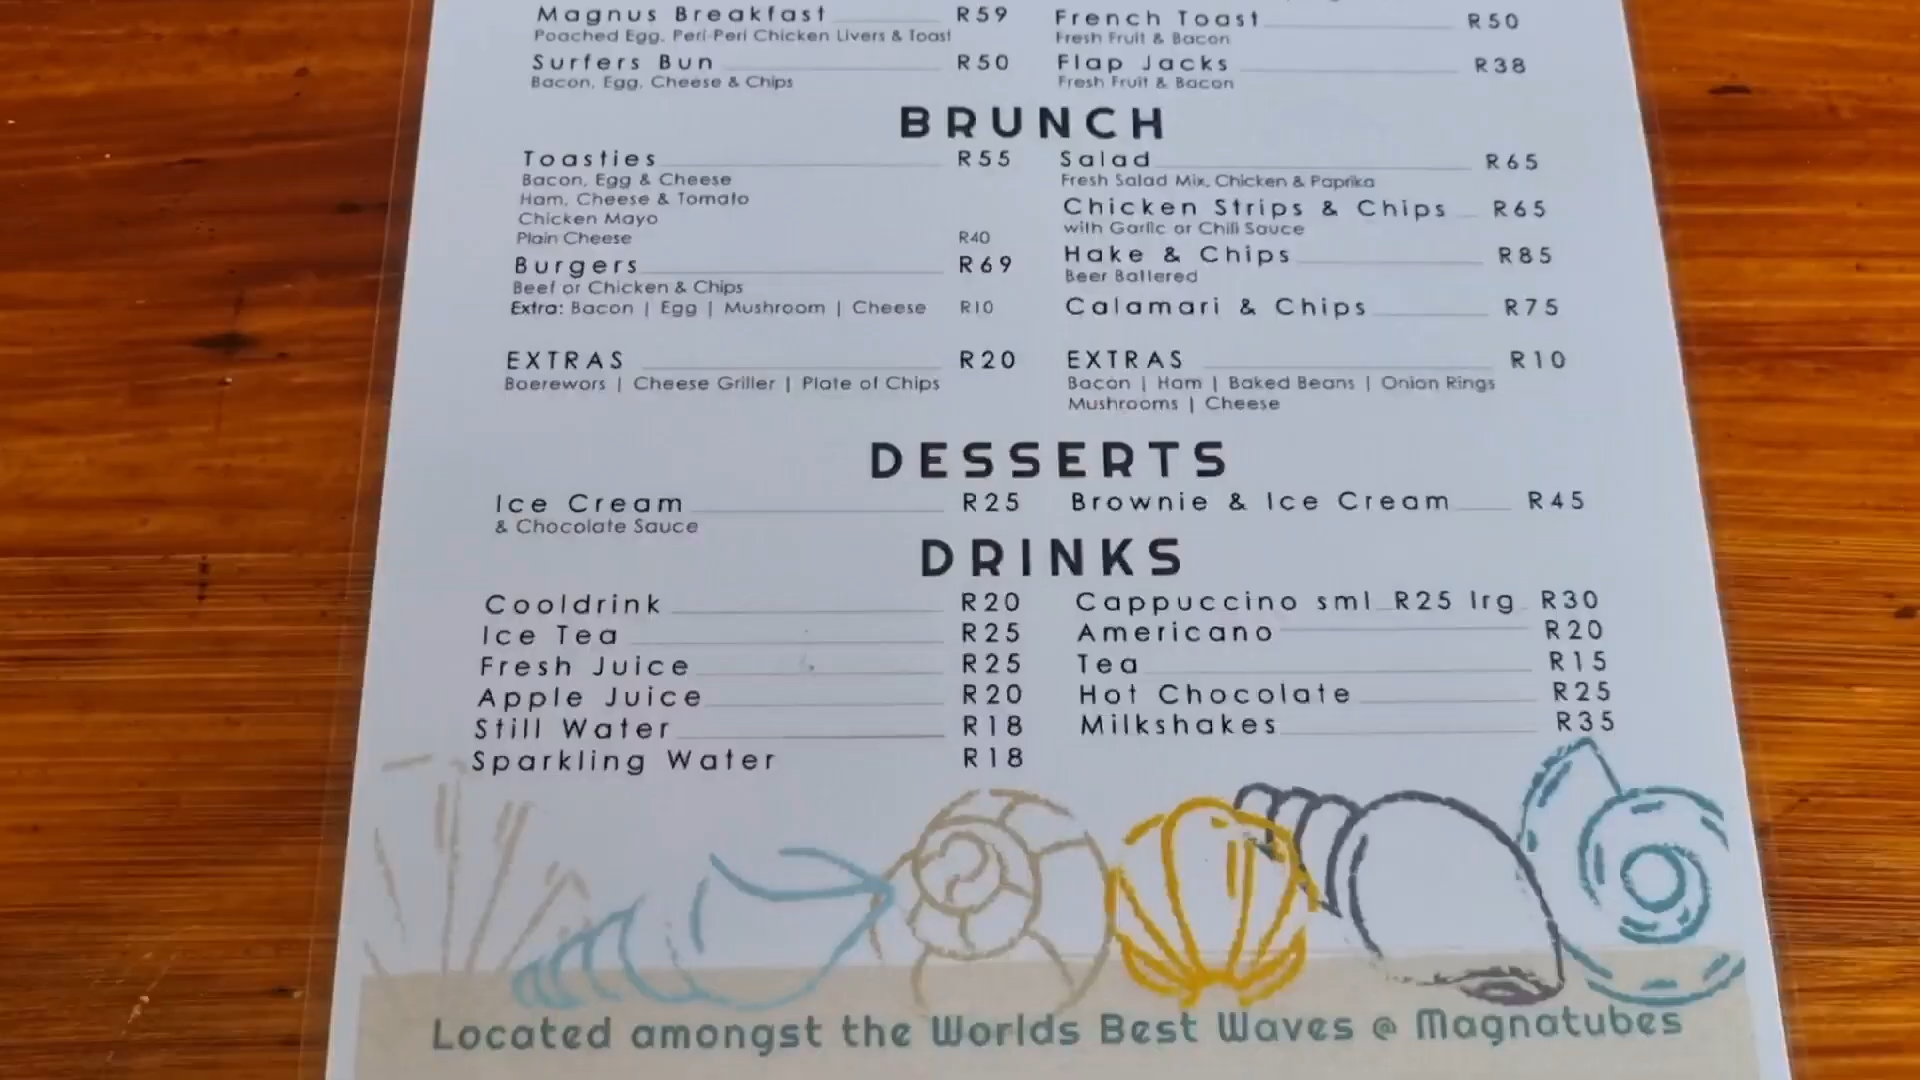 Magnus Breakfast R59
Poached Egg, Peri-Peri Chicken Livers & Toast
Surfers Bun R50
Bacon, Egg, Cheese & Chips
French Toast R50
Fresh Fruit & Bacon
Flap Jacks R38
Fresh Fruit & Bacon
BRUNCH
Toasties R55
Bacon, Egg & Cheese
Ham, Cheese & Tomato
Chicken Mayo
Plain Cheese R40
Burgers R69
Beef or Chicken & Chips
Extra: Bacon | Egg | Mushroom | Cheese R10
EXTRAS R20
Boerewors | Cheese Griller | Plate of Chips
Salad R65
Fresh Salad Mix, Chicken & Paprika
Chicken Strips & Chips R65
with Garlic or Chili Sauce
Hake & Chips R85
Beer Battered
Calamari & Chips R75
EXTRAS R10
Bacon | Ham | Baked Beans | Onion Rings
Mushrooms | Cheese
DESSERTS
Ice Cream R25
& Chocolate Sauce
Brownie & Ice Cream R45
DRINKS
Cooldrink R20
Ice Tea R25
Fresh Juice R25
Apple Juice R20
Still Water R18
Sparkling Water R18
Cappuccino sml R25 lrg R30
Americano R20
Tea R15
Hot Chocolate R25
Milkshakes R35
Located amongst the Worlds Best Waves @ Magnatubes